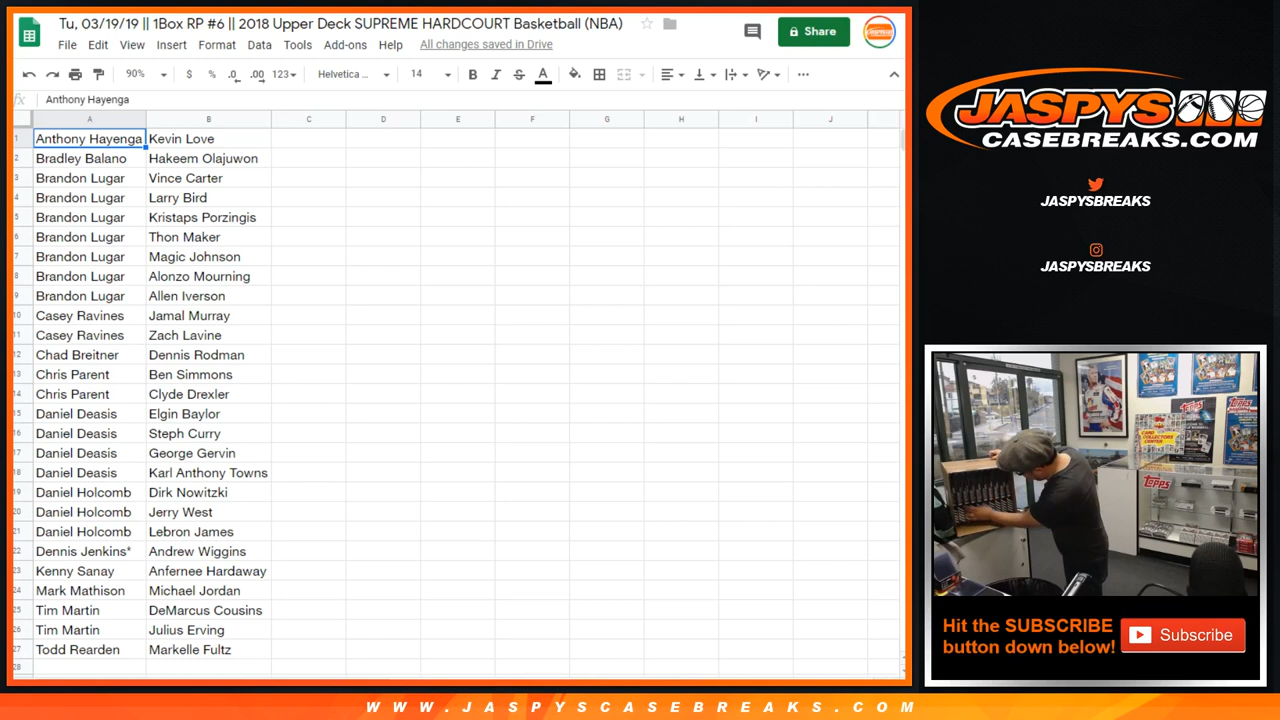 Tu, 03/19/19 || 1Box RP #6 || 2018 Upper Deck SUPREME HARDCOURT Basketball (NBA)
Share
File Edit View Insert Format Data Tools Add-ons Help All changes saved in Drive
90% $ % .0 .00 123 Helvetica ... 14 B I S A
fx Anthony Hayenga
A B C D E F G H I J
1 Anthony Hayenga Kevin Love
2 Bradley Balano Hakeem Olajuwon
3 Brandon Lugar Vince Carter
4 Brandon Lugar Larry Bird
5 Brandon Lugar Kristaps Porzingis
6 Brandon Lugar Thon Maker
7 Brandon Lugar Magic Johnson
8 Brandon Lugar Alonzo Mourning
9 Brandon Lugar Allen Iverson
10 Casey Ravines Jamal Murray
11 Casey Ravines Zach Lavine
12 Chad Breitner Dennis Rodman
13 Chris Parent Ben Simmons
14 Chris Parent Clyde Drexler
15 Daniel Deasis Elgin Baylor
16 Daniel Deasis Steph Curry
17 Daniel Deasis George Gervin
18 Daniel Deasis Karl Anthony Towns
19 Daniel Holcomb Dirk Nowitzki
20 Daniel Holcomb Jerry West
21 Daniel Holcomb Lebron James
22 Dennis Jenkins* Andrew Wiggins
23 Kenny Sanay Anfernee Hardaway
24 Mark Mathison Michael Jordan
25 Tim Martin DeMarcus Cousins
26 Tim Martin Julius Erving
27 Todd Rearden Markelle Fultz
28
JASPYS
CASEBREAKS.COM
JASPYSBREAKS
JASPYSBREAKS
TOPPS
TOPPS
Topps
Hit the SUBSCRIBE
button down below!
Subscribe
WWW.JASPYSCASEBREAKS.COM